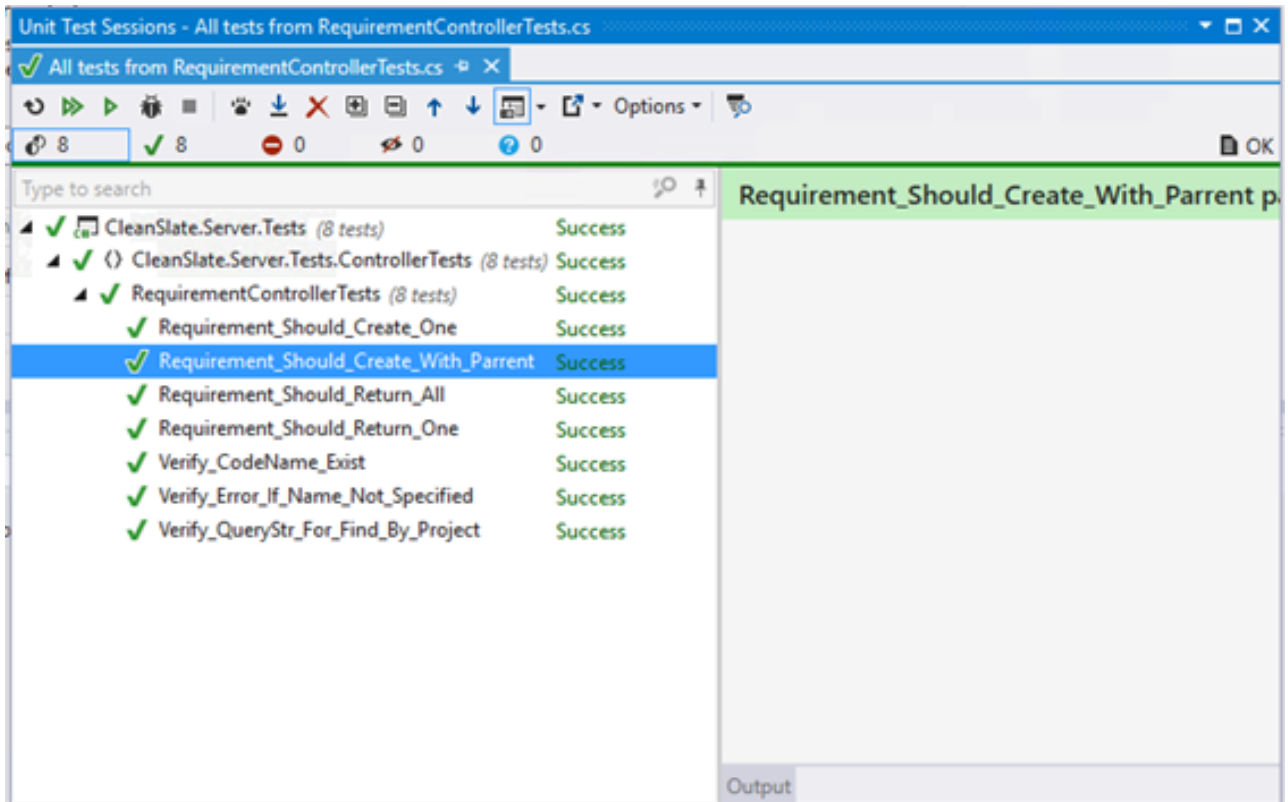 Unit Test Sessions - All tests from RequirementControllerTests.cs
All tests from RequirementControllerTests.cs
Options
8 8 0 0 0 OK
Type to search
Requirement_Should_Create_With_Parrent
CleanSlate.Server.Tests (8 tests) Success
CleanSlate.Server.Tests.ControllerTests (8 tests) Success
RequirementControllerTests (8 tests) Success
Requirement_Should_Create_One Success
Requirement_Should_Create_With_Parrent Success
Requirement_Should_Return_All Success
Requirement_Should_Return_One Success
Verify_CodeName_Exist Success
Verify_Error_If_Name_Not_Specified Success
Verify_QueryStr_For_Find_By_Project Success
Output